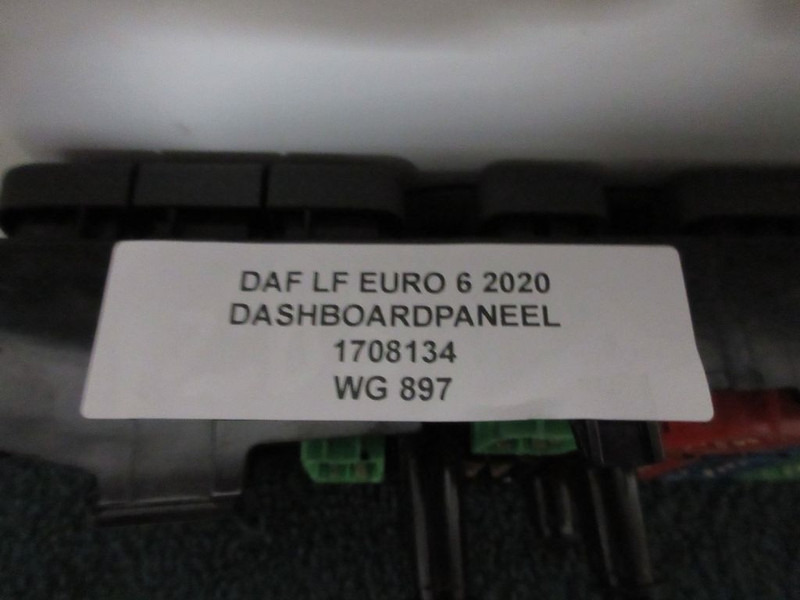 DAF LF EURO 6 2020
DASHBOARDPANEEL
1708134
WG 897